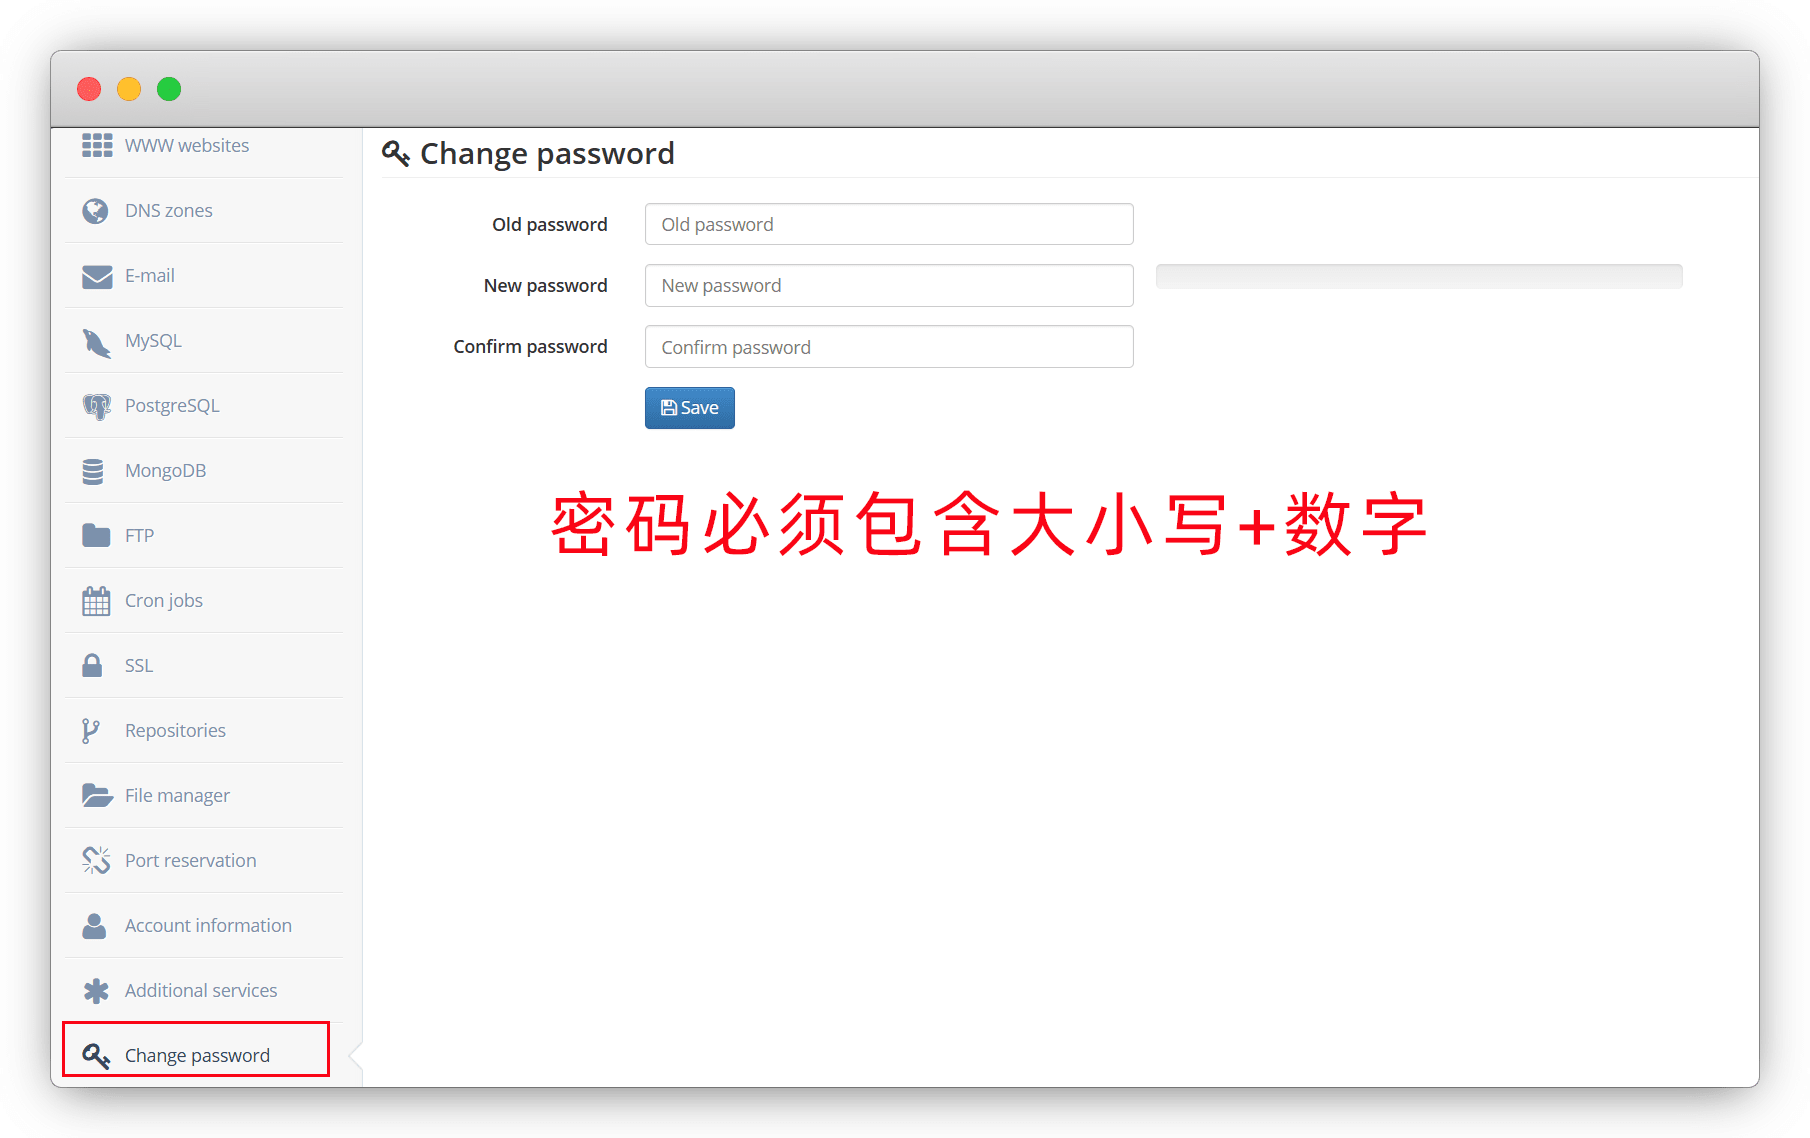 WWW websites
DNS zones
E-mail
MySQL
PostgreSQL
MongoDB
FTP
Cron jobs
SSL
Repositories
File manager
Port reservation
Account information
Additional services
Change password
Change password
Old password
Old password
New password
New password
Confirm password
Confirm password
Save
密码必须包含大小写+数字